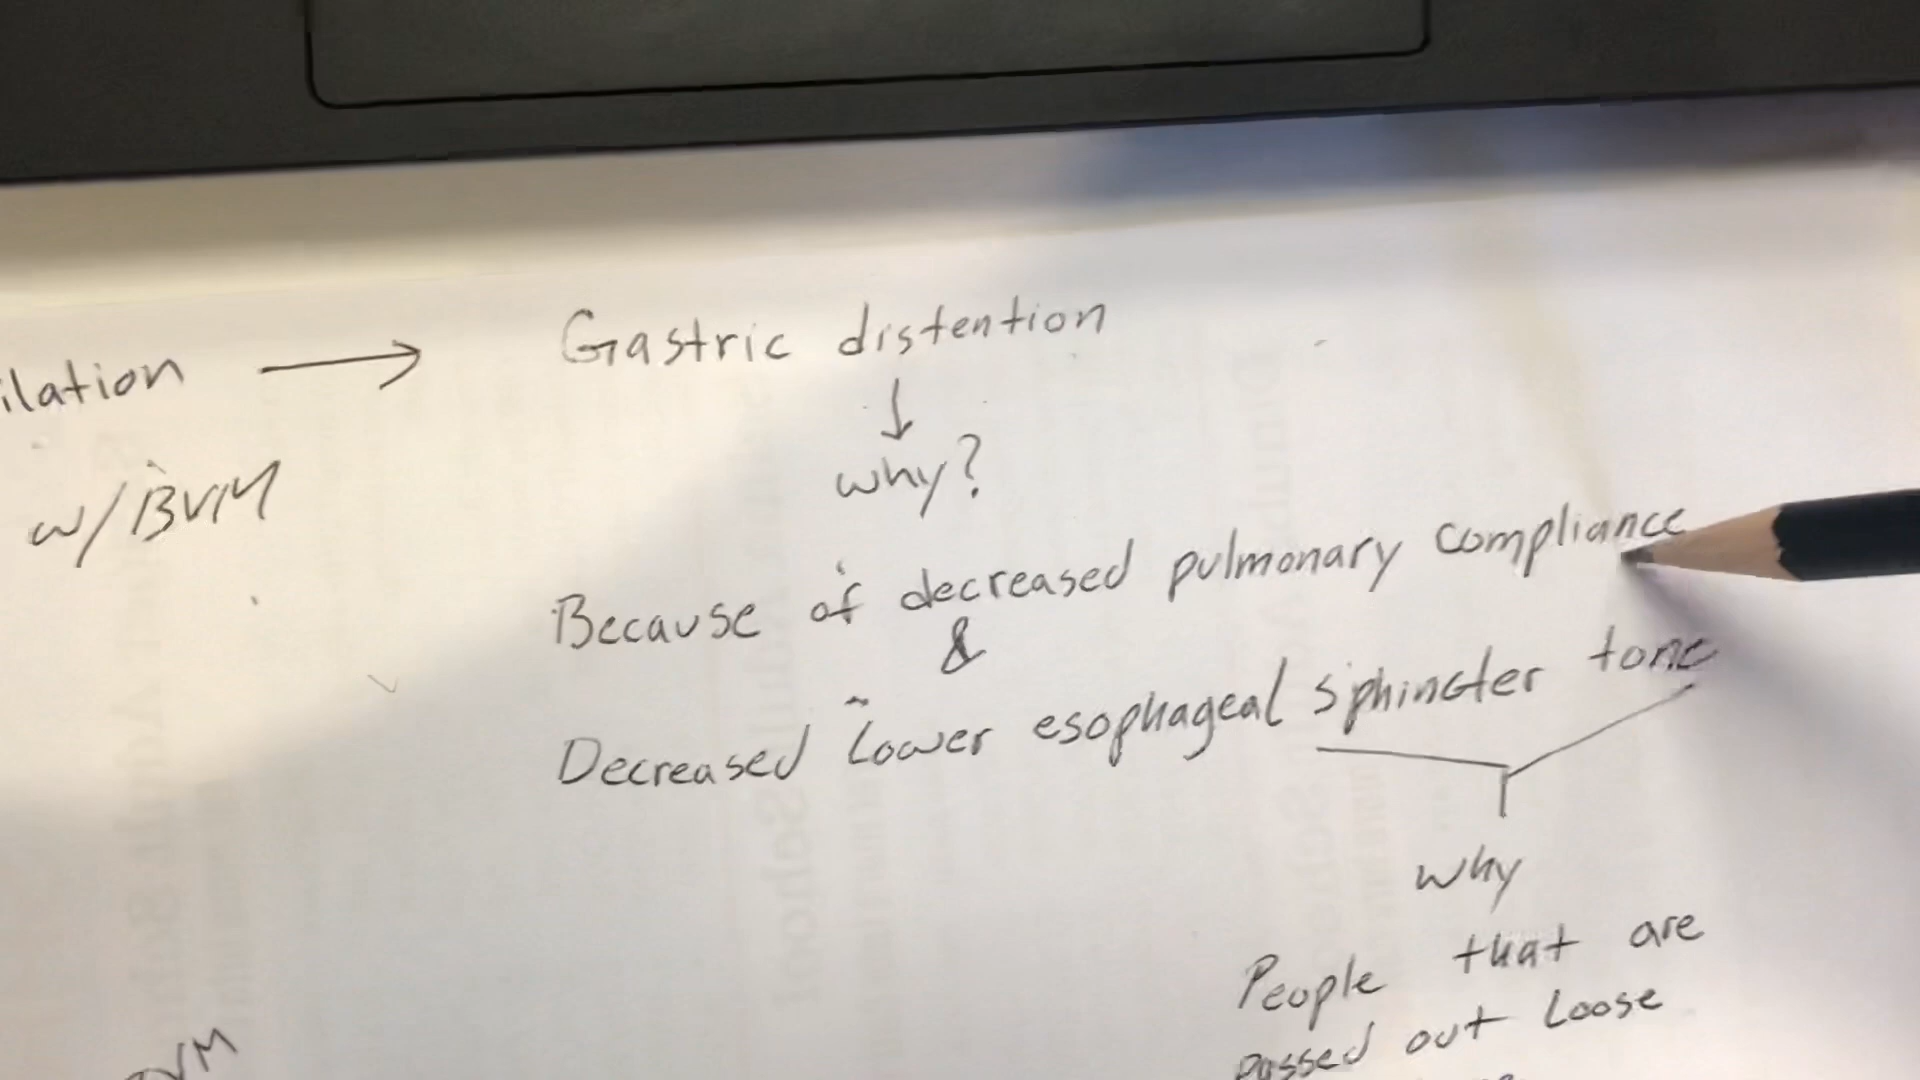 ilation → Gastric distention
↓
why?
w/BVM
Because of decreased pulmonary compliance
&
Decreased Lower esophageal sphincter tone
why
People that are
passed out Loose
BVM